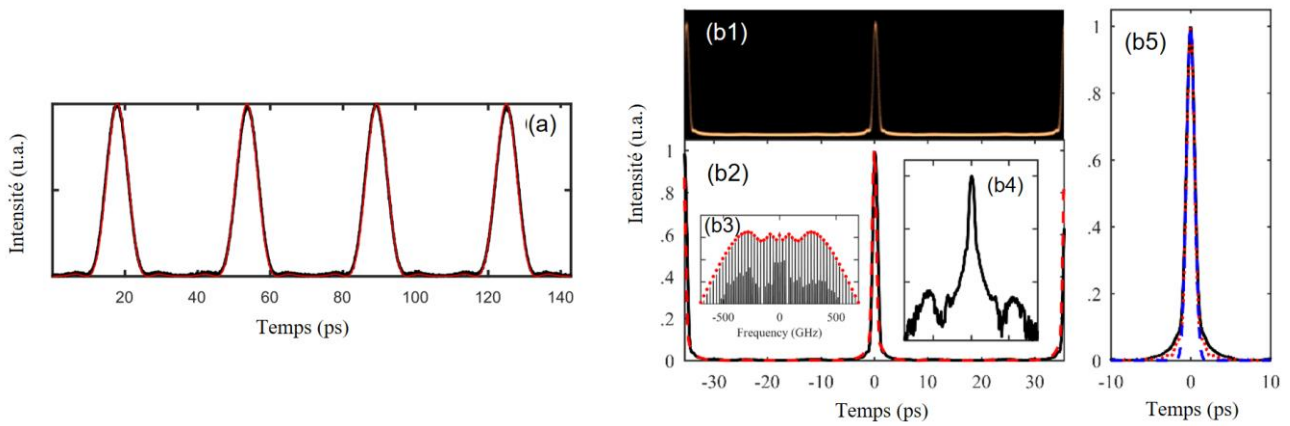 (a)
Intensité (u.a.)
20 40 60 80 100 120 140
Temps (ps)
(b1)
(b2)
Intensité (u.a.)
1
.8
.6
.4
.2
0
(b3)
-500 0 500
Frequency (GHz)
(b4)
-30 -20 -10 0 10 20 30
Temps (ps)
(b5)
1
.8
.6
.4
.2
0
-10 0 10
Temps (ps)